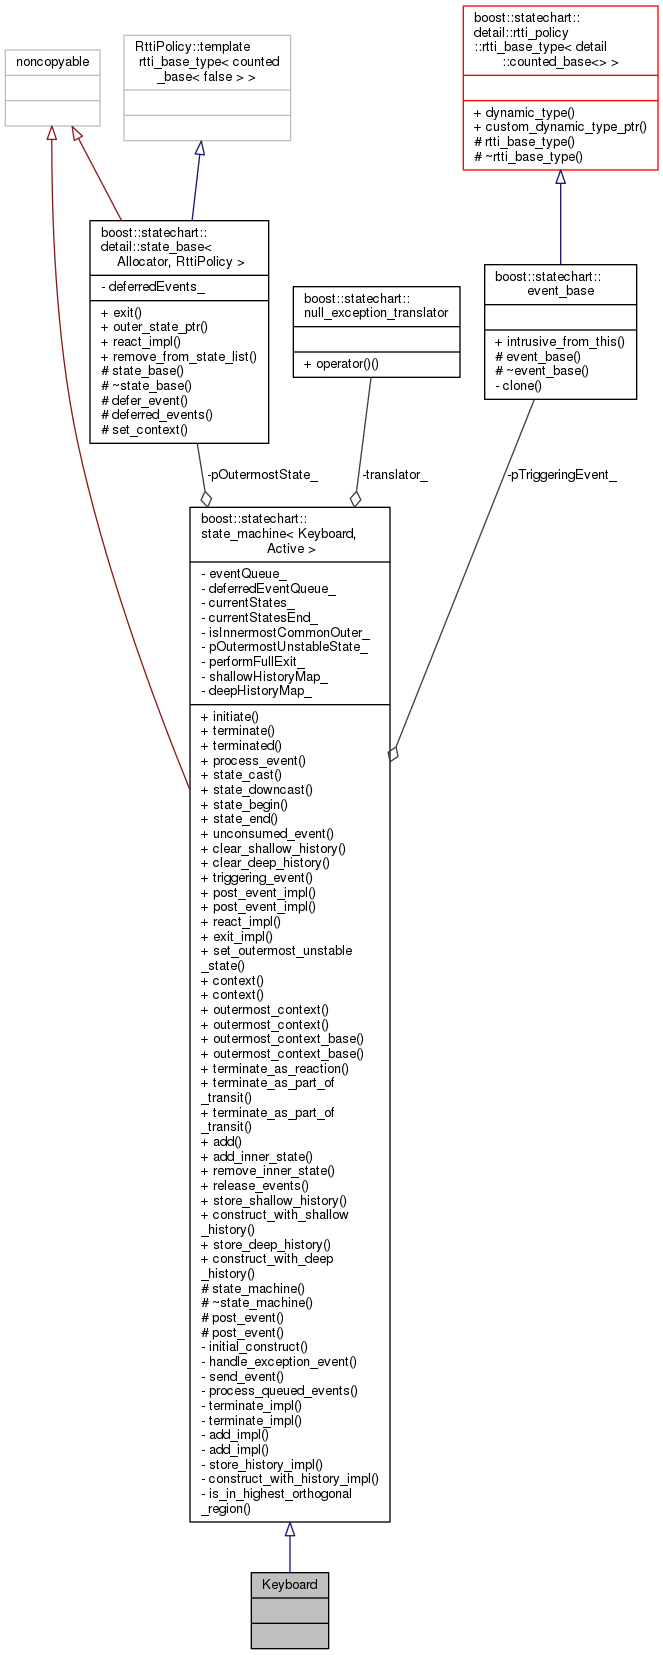 noncopyable
RttiPolicy::template
rtti_base_type< counted
_base< false > >
boost::statechart::
detail::rtti_policy
::rtti_base_type< detail
::counted_base<> >
+ dynamic_type()
+ custom_dynamic_type_ptr()
# rtti_base_type()
# ~rtti_base_type()
boost::statechart::
detail::state_base<
Allocator, RttiPolicy >
- deferredEvents_
+ exit()
+ outer_state_ptr()
+ react_impl()
+ remove_from_state_list()
# state_base()
# ~state_base()
# defer_event()
# deferred_events()
# set_context()
boost::statechart::
null_exception_translator
+ operator()()
boost::statechart::
event_base
+ intrusive_from_this()
# event_base()
# ~event_base()
- clone()
-pOutermostState_
-translator_
-pTriggeringEvent_
boost::statechart::
state_machine< Keyboard,
Active >
- eventQueue_
- deferredEventQueue_
- currentStates_
- currentStatesEnd_
- isInnermostCommonOuter_
- pOutermostUnstableState_
- performFullExit_
- shallowHistoryMap_
- deepHistoryMap_
+ initiate()
+ terminate()
+ terminated()
+ process_event()
+ state_cast()
+ state_downcast()
+ state_begin()
+ state_end()
+ unconsumed_event()
+ clear_shallow_history()
+ clear_deep_history()
+ triggering_event()
+ post_event_impl()
+ post_event_impl()
+ react_impl()
+ exit_impl()
+ set_outermost_unstable
_state()
+ context()
+ context()
+ outermost_context()
+ outermost_context()
+ outermost_context_base()
+ outermost_context_base()
+ terminate_as_reaction()
+ terminate_as_part_of
_transit()
+ terminate_as_part_of
_transit()
+ add()
+ add_inner_state()
+ remove_inner_state()
+ release_events()
+ store_shallow_history()
+ construct_with_shallow
_history()
+ store_deep_history()
+ construct_with_deep
_history()
# state_machine()
# ~state_machine()
# post_event()
# post_event()
- initial_construct()
- handle_exception_event()
- send_event()
- process_queued_events()
- terminate_impl()
- terminate_impl()
- add_impl()
- add_impl()
- store_history_impl()
- construct_with_history_impl()
- is_in_highest_orthogonal
_region()
Keyboard